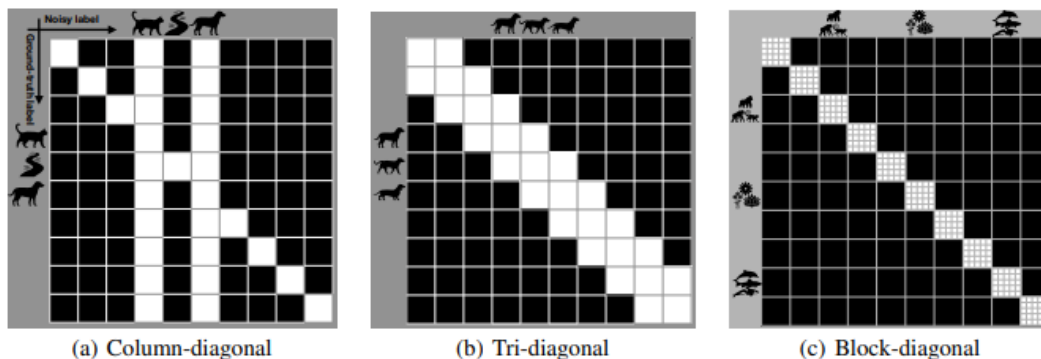 Noisy label
Ground-truth label
(a) Column-diagonal
(b) Tri-diagonal
(c) Block-diagonal